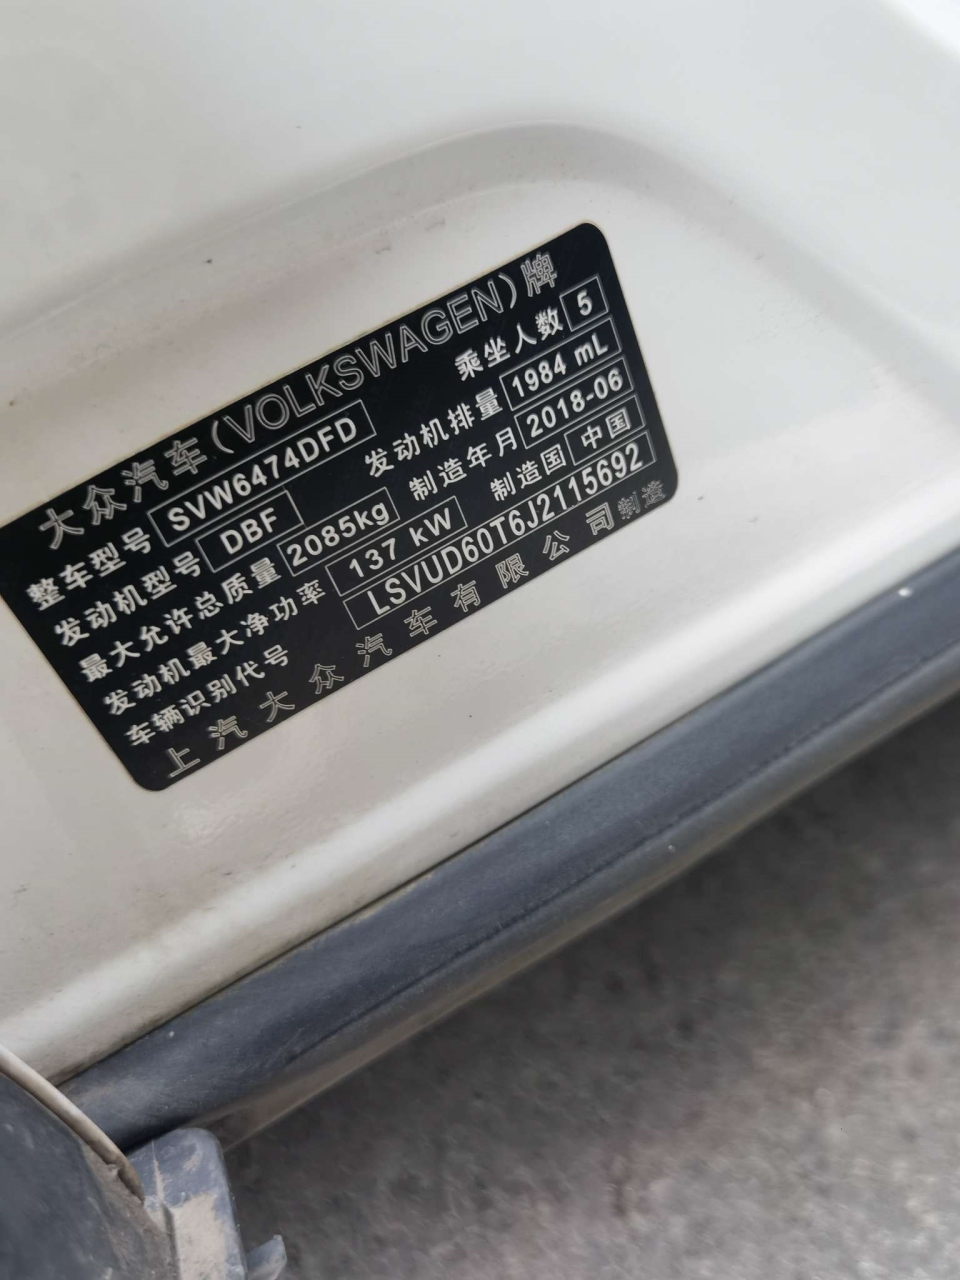 大众汽车(VOLKSWAGEN)牌
整车型号 SVW6474DFD 乘坐人数 5
发动机型号 DBF 发动机排量 1984 mL
最大允许总质量 2085kg 制造年月 2018-06
发动机最大净功率 137 kW 制造国 中国
车辆识别代号 LSVUD60T6J2115692
上汽大众汽车有限公司制造